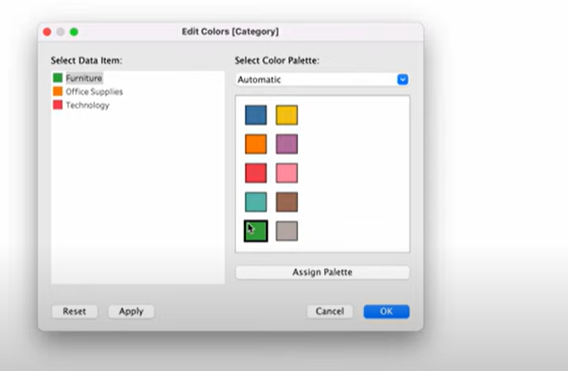 Edit Colors [Category]
Select Data Item:
Furniture
Office Supplies
Technology
Select Color Palette:
Automatic
Assign Palette
Reset
Apply
Cancel
OK